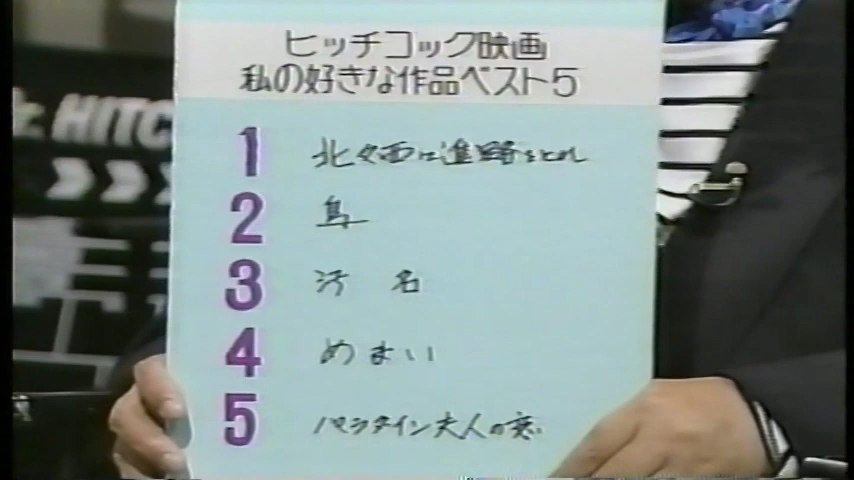 ヒッチコック映画
私の好きな作品ベスト5
HITC
1 北々西に進路をとれ
2 鳥
3 汚名
4 めまい
5 パラダイン夫人の恋